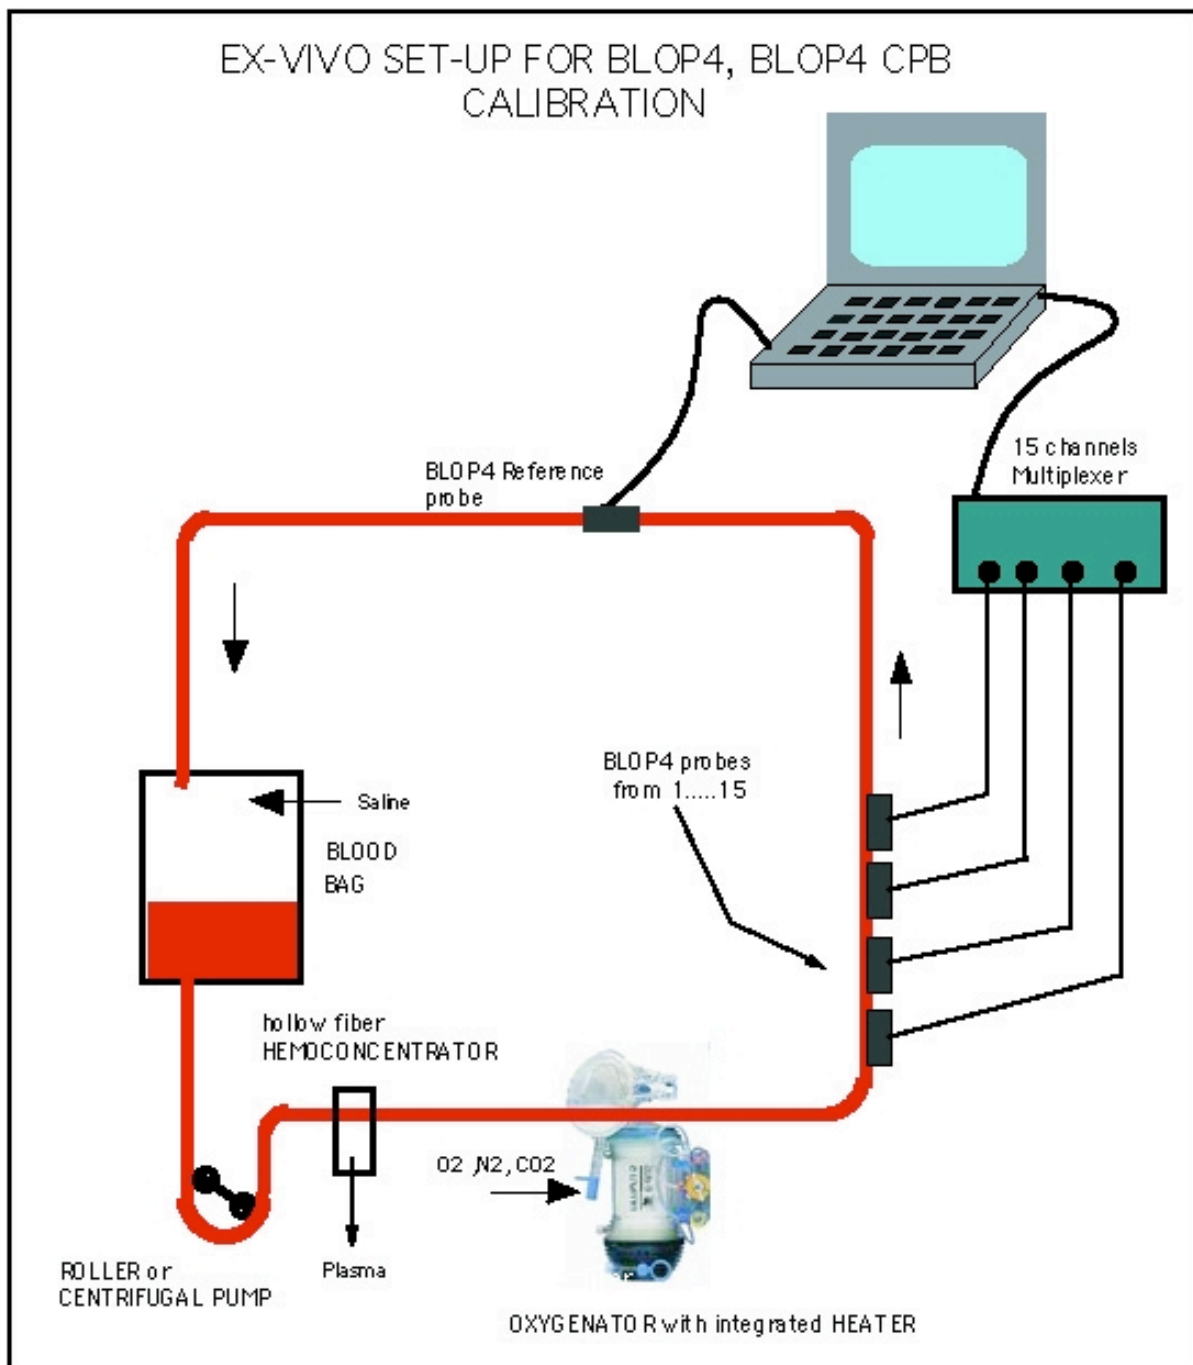 EX-VIVO SET-UP FOR BLOP4, BLOP4 CPB
CALIBRATION
15 channels
Multiplexer
BLOP4 Reference
probe
BLOP4 probes
from 1.....15
Saline
BLOOD
BAG
hollow fiber
HEMOCONCENTRATOR
O2 ,N2, CO2
Plasma
ROLLER or
CENTRIFUGAL PUMP
OXYGENATOR with integrated HEATER